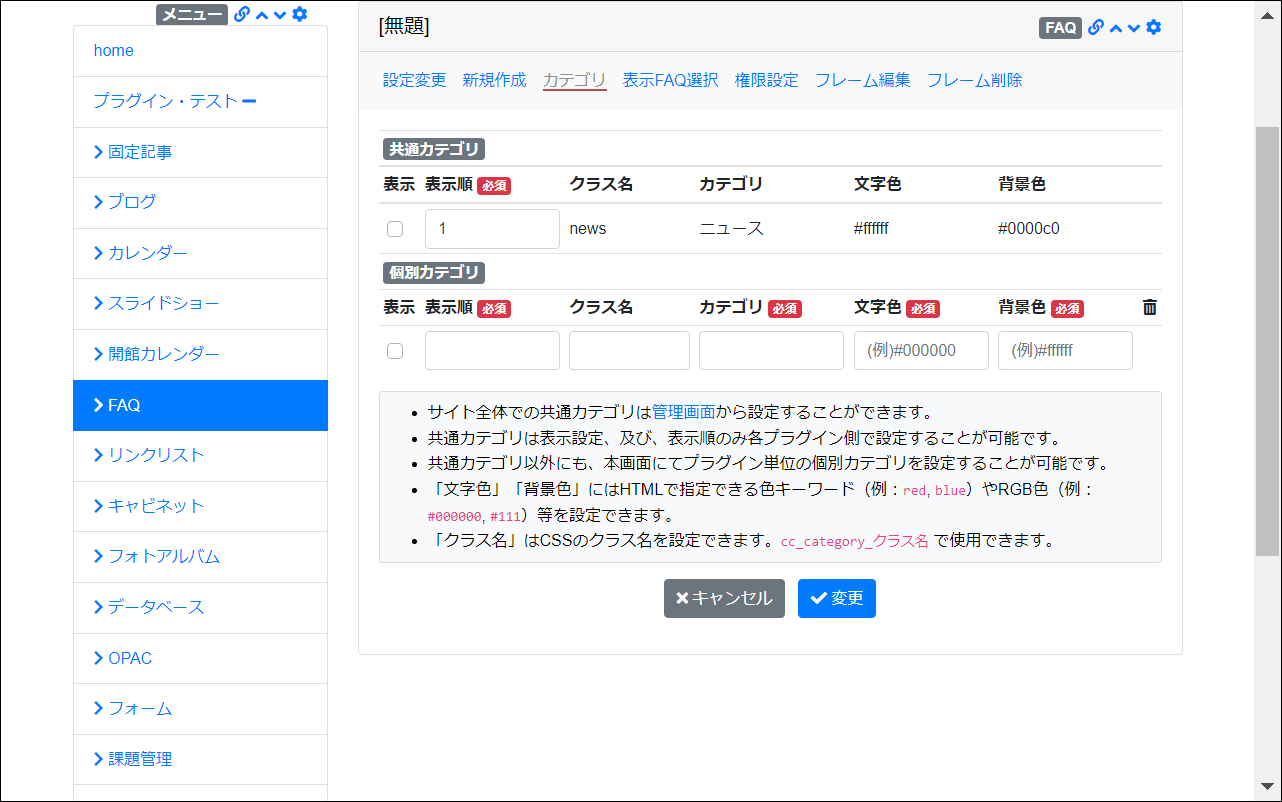 メニュー
home
プラグイン・テスト
固定記事
ブログ
カレンダー
スライドショー
開館カレンダー
FAQ
リンクリスト
キャビネット
フォトアルバム
データベース
OPAC
フォーム
課題管理
[無題]
FAQ
設定変更 新規作成 カテゴリ 表示FAQ選択 権限設定 フレーム編集 フレーム削除
共通カテゴリ
表示 表示順 必須 クラス名 カテゴリ 文字色 背景色
1 news ニュース #ffffff #0000c0
個別カテゴリ
表示 表示順 必須 クラス名 カテゴリ 必須 文字色 必須 背景色 必須
(例)#000000 (例)#ffffff
• サイト全体での共通カテゴリは管理画面から設定することができます。
• 共通カテゴリは表示設定、及び、表示順のみ各プラグイン側で設定することが可能です。
• 共通カテゴリ以外にも、本画面にてプラグイン単位の個別カテゴリを設定することが可能です。
• 「文字色」「背景色」にはHTMLで指定できる色キーワード（例：red, blue）やRGB色（例：
#000000, #111）等を設定できます。
• 「クラス名」はCSSのクラス名を設定できます。cc_category_クラス名 で使用できます。
キャンセル 変更